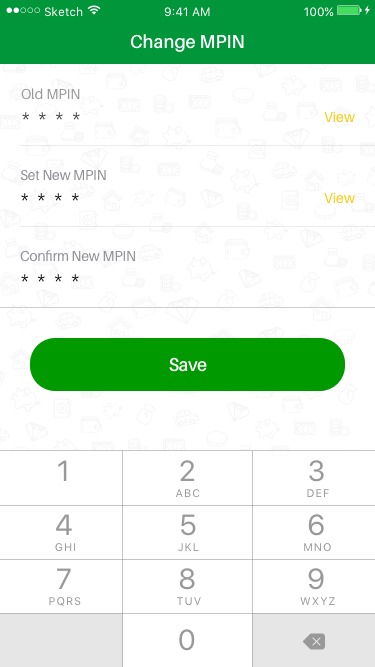 Sketch 9:41 AM 100%
Change MPIN
Old MPIN
* * * * View
Set New MPIN
* * * * View
Confirm New MPIN
* * * *
Save
1 2 3
ABC DEF
4 5 6
GHI JKL MNO
7 8 9
PQRS TUV WXYZ
0